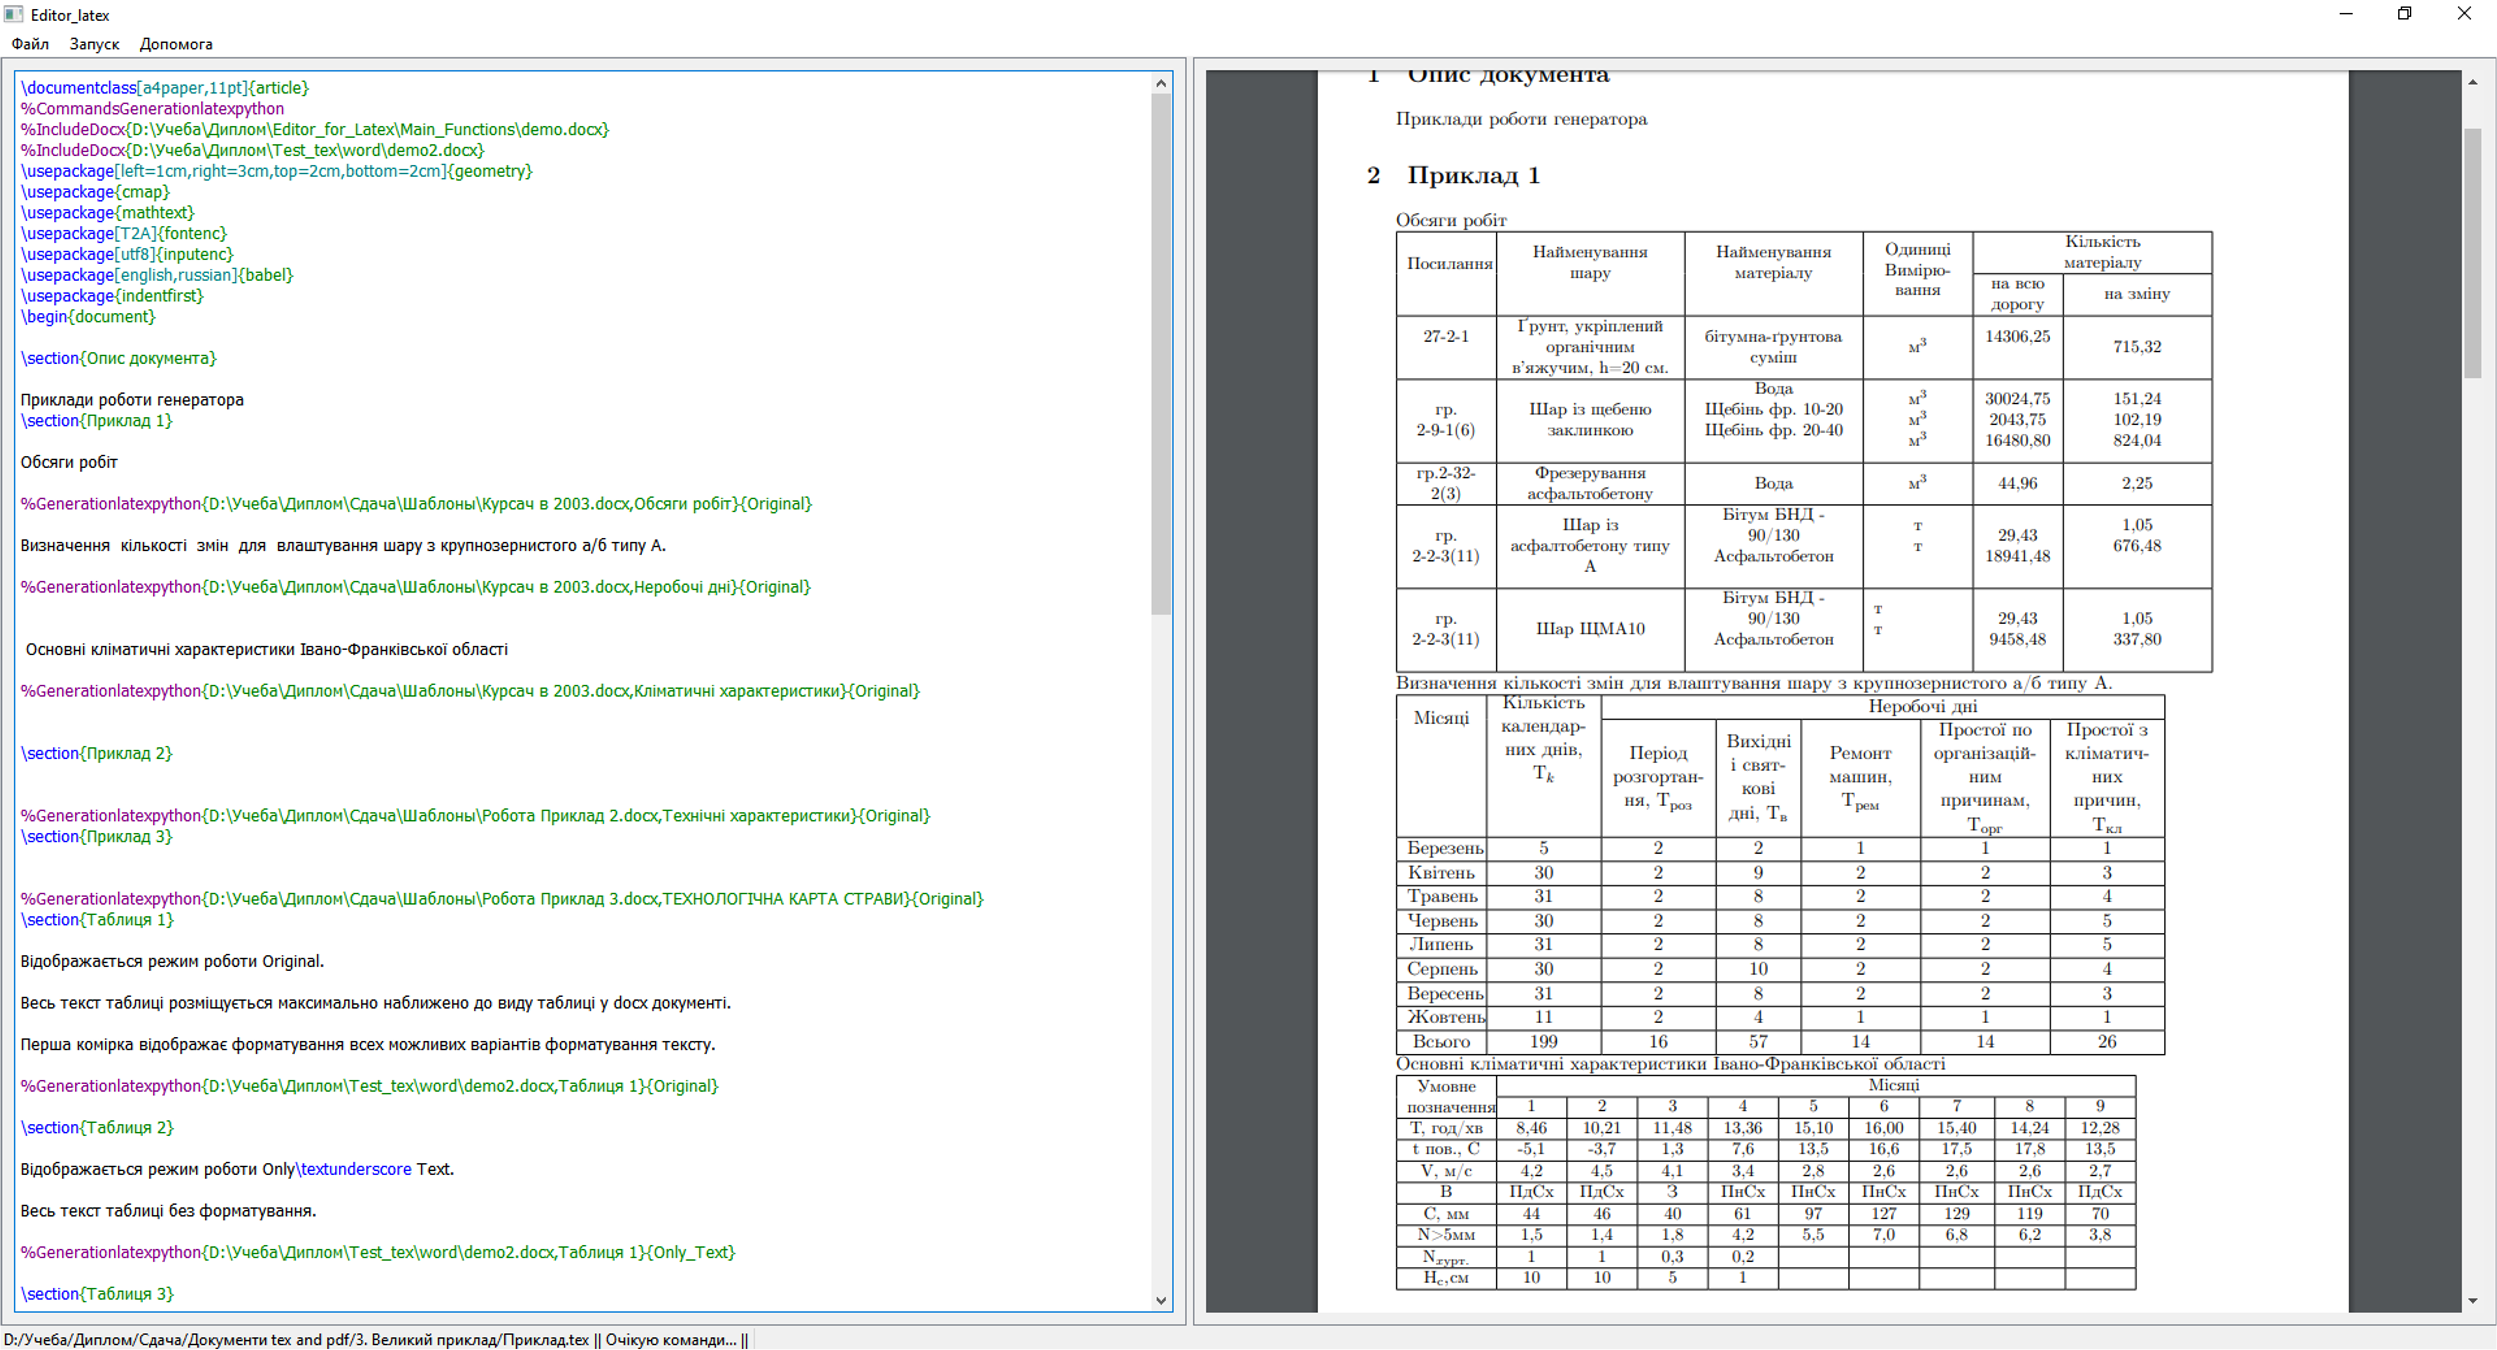 Editor_latex
Файл Запуск Допомога
\documentclass[a4paper,11pt]{article}
%CommandsGenerationlatexpython
%IncludeDocx{D:\Учеба\Диплом\Editor_for_Latex\Main_Functions\demo.docx}
%IncludeDocx{D:\Учеба\Диплом\Test_tex\word\demo2.docx}
\usepackage[left=1cm,right=3cm,top=2cm,bottom=2cm]{geometry}
\usepackage{cmap}
\usepackage{mathtext}
\usepackage[T2A]{fontenc}
\usepackage[utf8]{inputenc}
\usepackage[english,russian]{babel}
\usepackage{indentfirst}
\begin{document}
\section{Опис документа}
Приклади роботи генератора
\section{Приклад 1}
Обсяги робіт
%Generationlatexpython{D:\Учеба\Диплом\Сдача\Шаблоны\Курсач в 2003.docx,Обсяги робіт}{Original}
Визначення кількості змін для влаштування шару з крупнозернистого а/б типу А.
%Generationlatexpython{D:\Учеба\Диплом\Сдача\Шаблоны\Курсач в 2003.docx,Неробочі дні}{Original}
Основні кліматичні характеристики Івано-Франківської області
%Generationlatexpython{D:\Учеба\Диплом\Сдача\Шаблоны\Курсач в 2003.docx,Кліматичні характеристики}{Original}
\section{Приклад 2}
%Generationlatexpython{D:\Учеба\Диплом\Сдача\Шаблоны\Робота Приклад 2.docx,Технічні характеристики}{Original}
\section{Приклад 3}
%Generationlatexpython{D:\Учеба\Диплом\Сдача\Шаблоны\Робота Приклад 3.docx,ТЕХНОЛОГІЧНА КАРТА СТРАВИ}{Original}
\section{Таблиця 1}
Відображається режим роботи Original.
Весь текст таблиці розміщується максимально наближено до виду таблиці у docx документі.
Перша комірка відображає форматування всех можливих варіантів форматування тексту.
%Generationlatexpython{D:\Учеба\Диплом\Test_tex\word\demo2.docx,Таблиця 1}{Original}
\section{Таблиця 2}
Відображається режим роботи Only\textunderscore Text.
Весь текст таблиці без форматування.
%Generationlatexpython{D:\Учеба\Диплом\Test_tex\word\demo2.docx,Таблиця 1}{Only_Text}
\section{Таблиця 3}
1 Опис документа
Приклади роботи генератора
2 Приклад 1
Обсяги робіт
Посилання Найменування шару Найменування матеріалу Одиниці Вимірю-вання Кількість матеріалу
на всю дорогу на зміну
27-2-1 Ґрунт, укріплений органічним в'яжучим, h=20 см. бітумна-ґрунтова суміш м³ 14306,25 715,32
гр. 2-9-1(6) Шар із щебеню заклинкою Вода м³ 30024,75 151,24
Щебінь фр. 10-20 м³ 2043,75 102,19
Щебінь фр. 20-40 м³ 16480,80 824,04
гр.2-32-2(3) Фрезерування асфальтобетону Вода м³ 44,96 2,25
гр. 2-2-3(11) Шар із асфалтобетону типу А Бітум БНД - 90/130 т 29,43 1,05
Асфальтобетон т 18941,48 676,48
гр. 2-2-3(11) Шар ЩМА10 Бітум БНД - 90/130 т 29,43 1,05
Асфальтобетон т 9458,48 337,80
Визначення кількості змін для влаштування шару з крупнозернистого а/б типу А.
Місяці Кількість календар-них днів, Tk Неробочі дні
Період розгортан-ня, Троз Вихідні і свят-кові дні, Тв Ремонт машин, Трем Простої по організацій-ним причинам, Торг Простої з кліматич-них причин, Ткл
Березень 5 2 2 1 1 1
Квітень 30 2 9 2 2 3
Травень 31 2 8 2 2 4
Червень 30 2 8 2 2 5
Липень 31 2 8 2 2 5
Серпень 30 2 10 2 2 4
Вересень 31 2 8 2 2 3
Жовтень 11 2 4 1 1 1
Всього 199 16 57 14 14 26
Основні кліматичні характеристики Івано-Франківської області
Умовне позначення Місяці
1 2 3 4 5 6 7 8 9
Т, год/хв 8,46 10,21 11,48 13,36 15,10 16,00 15,40 14,24 12,28
t пов., С -5,1 -3,7 1,3 7,6 13,5 16,6 17,5 17,8 13,5
V, м/с 4,2 4,5 4,1 3,4 2,8 2,6 2,6 2,6 2,7
В ПдСх ПдСх З ПнСх ПнСх ПнСх ПнСх ПнСх ПдСх
С, мм 44 46 40 61 97 127 129 119 70
N>5мм 1,5 1,4 1,8 4,2 5,5 7,0 6,8 6,2 3,8
Nхурт. 1 1 0,3 0,2
Нс,см 10 10 5 1
D:/Учеба/Диплом/Сдача/Документи tex and pdf/3. Великий приклад/Приклад.tex || Очікую команди... ||